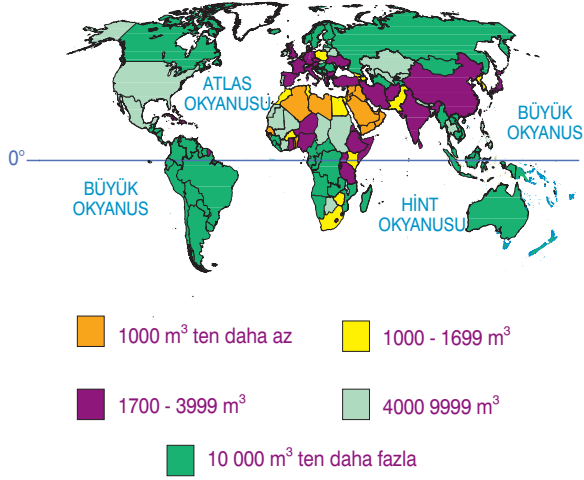 ATLAS
OKYANUSU
BÜYÜK
OKYANUS
0°
BÜYÜK
OKYANUS
HİNT
OKYANUSU
1000 m³ ten daha az
1000 - 1699 m³
1700 - 3999 m³
4000 9999 m³
10 000 m³ ten daha fazla